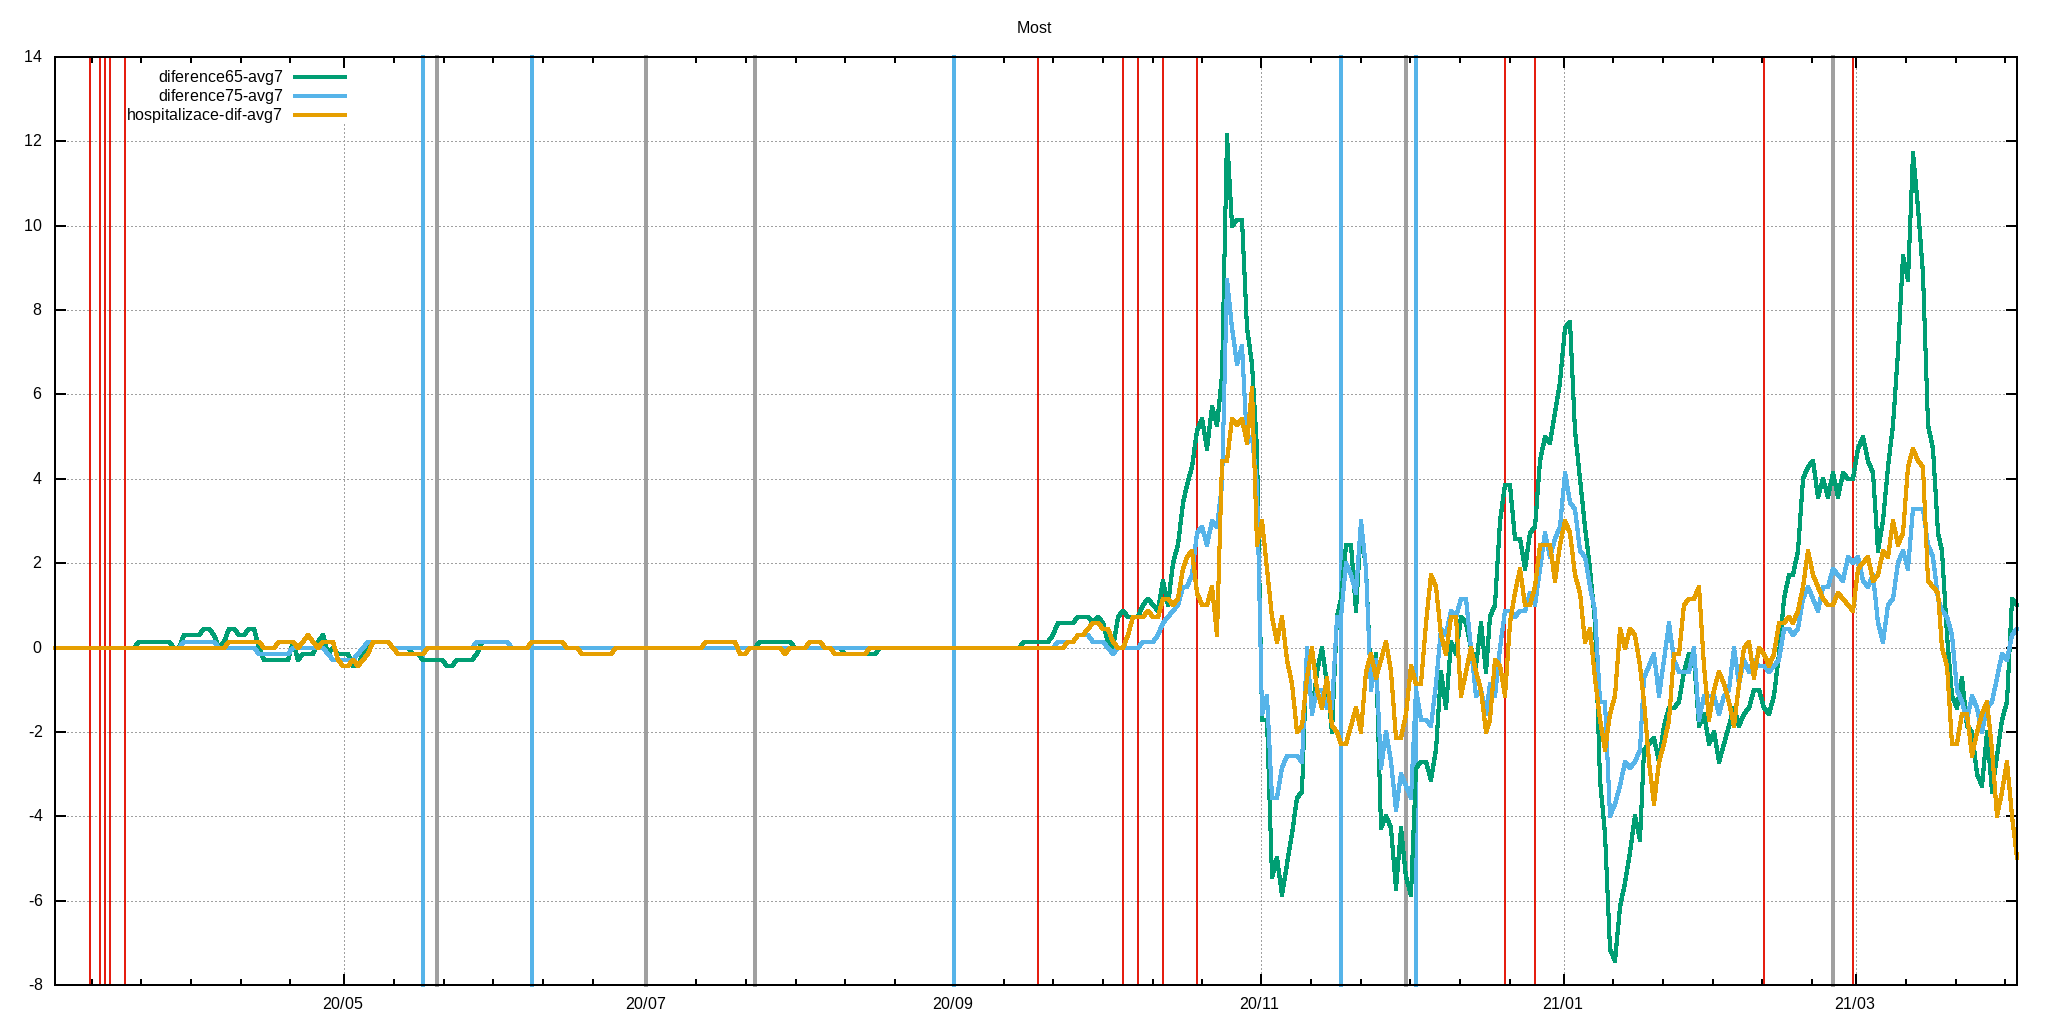 Most
14
diference65-avg7
diference75-avg7
hospitalizace-dif-avg7
12
10
8
6
4
2
0
-2
-4
-6
-8
20/05 20/07 20/09 20/11 21/01 21/03